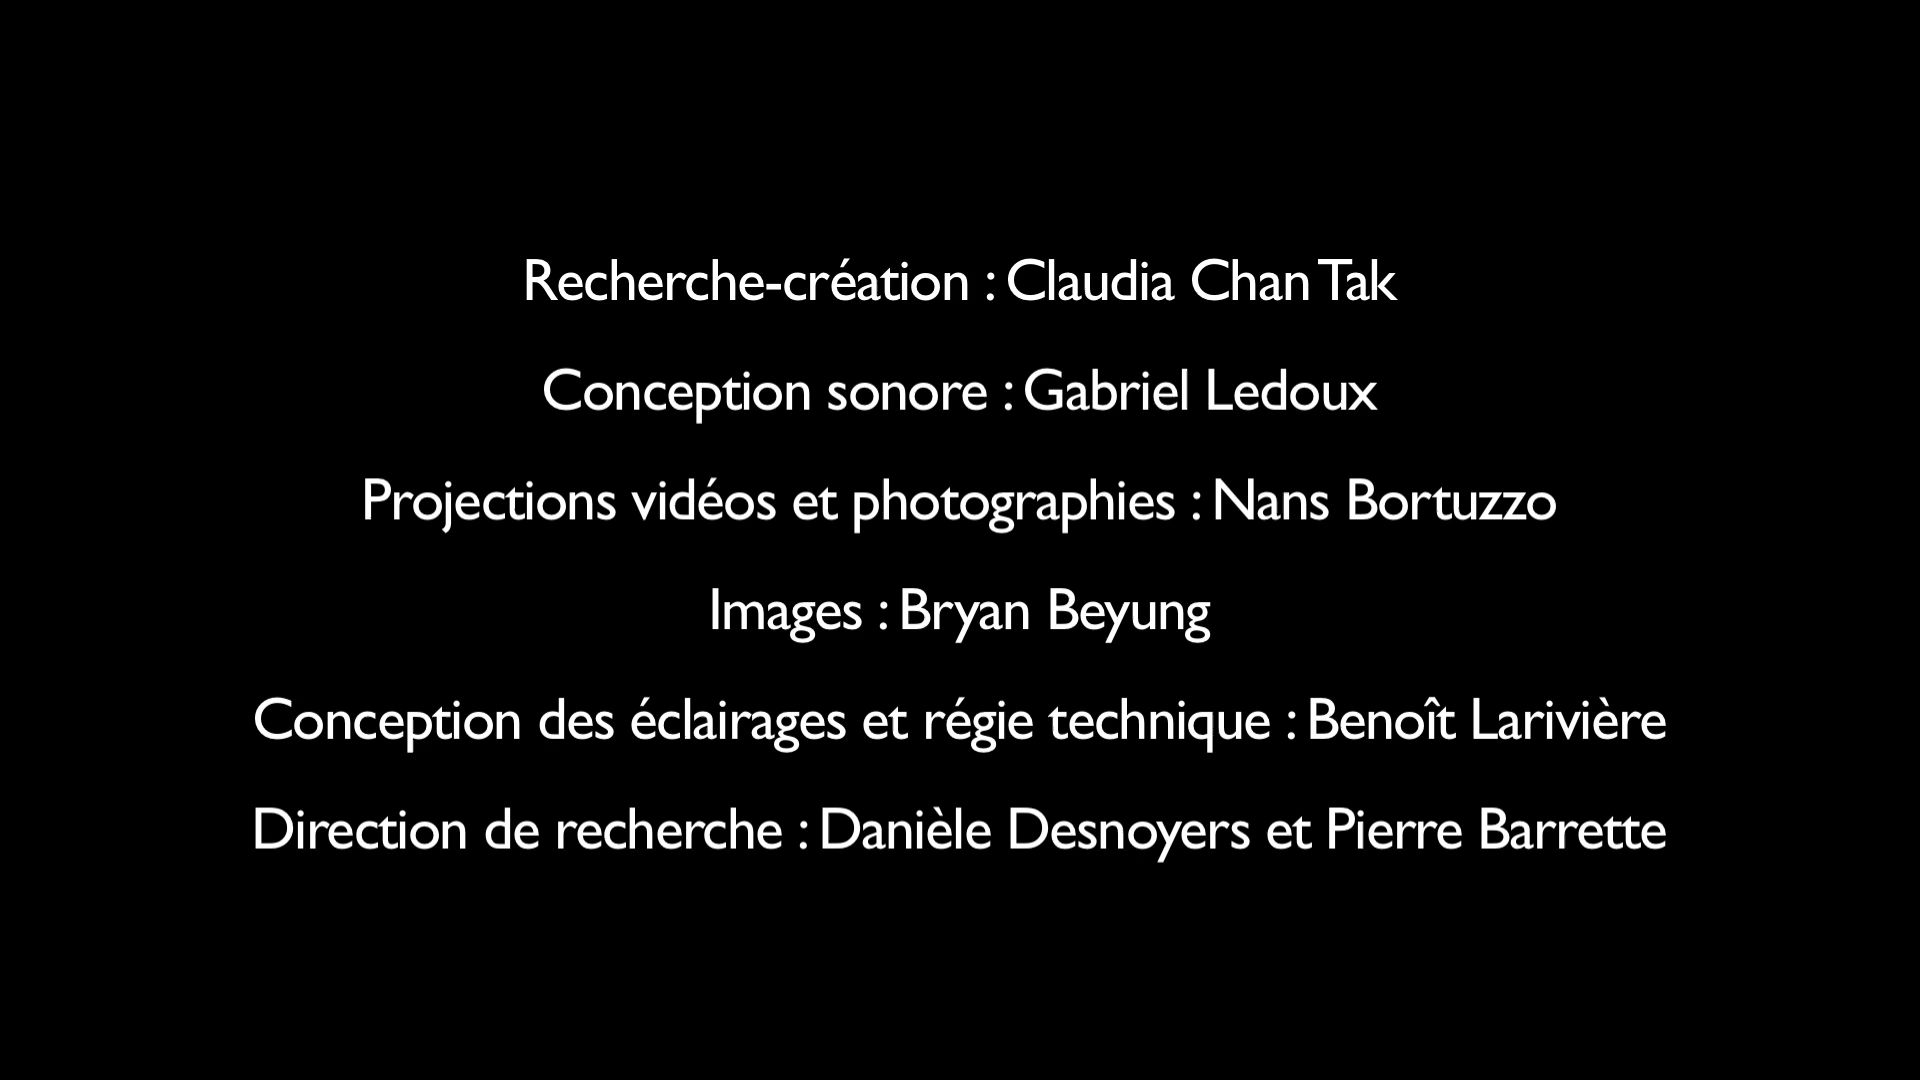 Recherche-création : Claudia Chan Tak
Conception sonore : Gabriel Ledoux
Projections vidéos et photographies : Nans Bortuzzo
Images : Bryan Beyung
Conception des éclairages et régie technique : Benoît Larivière
Direction de recherche : Danièle Desnoyers et Pierre Barrette